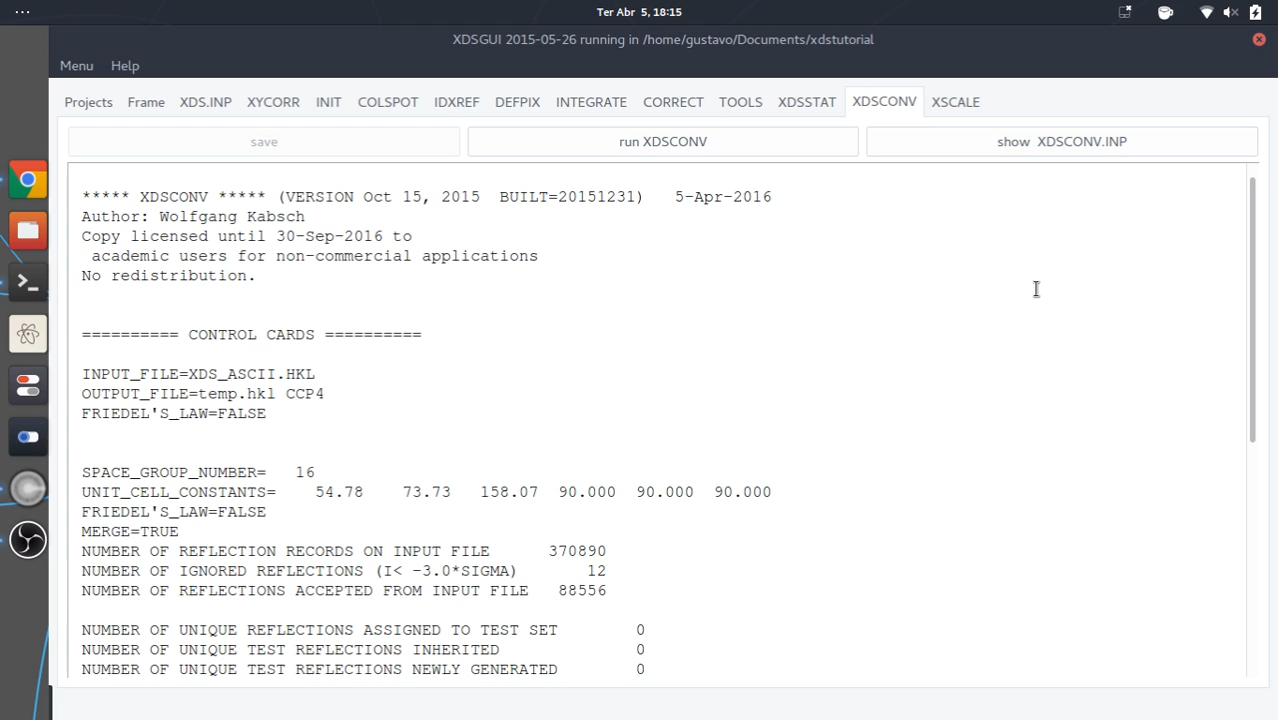 Ter Abr 5, 18:15
XDSGUI 2015-05-26 running in /home/gustavo/Documents/xdstutorial
Menu Help
Projects Frame XDS.INP XYCORR INIT COLSPOT IDXREF DEFPIX INTEGRATE CORRECT TOOLS XDSSTAT XDSCONV XSCALE
save run XDSCONV show XDSCONV.INP
***** XDSCONV ***** (VERSION Oct 15, 2015 BUILT=20151231) 5-Apr-2016
Author: Wolfgang Kabsch
Copy licensed until 30-Sep-2016 to
academic users for non-commercial applications
No redistribution.
========== CONTROL CARDS ==========
INPUT_FILE=XDS_ASCII.HKL
OUTPUT_FILE=temp.hkl CCP4
FRIEDEL'S_LAW=FALSE
SPACE_GROUP_NUMBER= 16
UNIT_CELL_CONSTANTS= 54.78 73.73 158.07 90.000 90.000 90.000
FRIEDEL'S_LAW=FALSE
MERGE=TRUE
NUMBER OF REFLECTION RECORDS ON INPUT FILE 370890
NUMBER OF IGNORED REFLECTIONS (I< -3.0*SIGMA) 12
NUMBER OF REFLECTIONS ACCEPTED FROM INPUT FILE 88556
NUMBER OF UNIQUE REFLECTIONS ASSIGNED TO TEST SET 0
NUMBER OF UNIQUE TEST REFLECTIONS INHERITED 0
NUMBER OF UNIQUE TEST REFLECTIONS NEWLY GENERATED 0